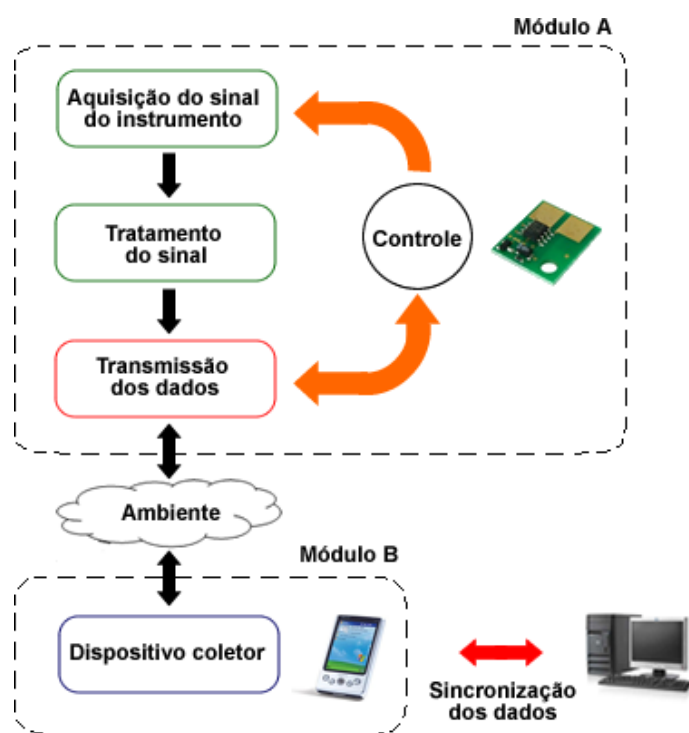 Módulo A
Aquisição do sinal
do instrumento
Tratamento
do sinal
Controle
Transmissão
dos dados
Ambiente
Módulo B
Dispositivo coletor
Sincronização
dos dados